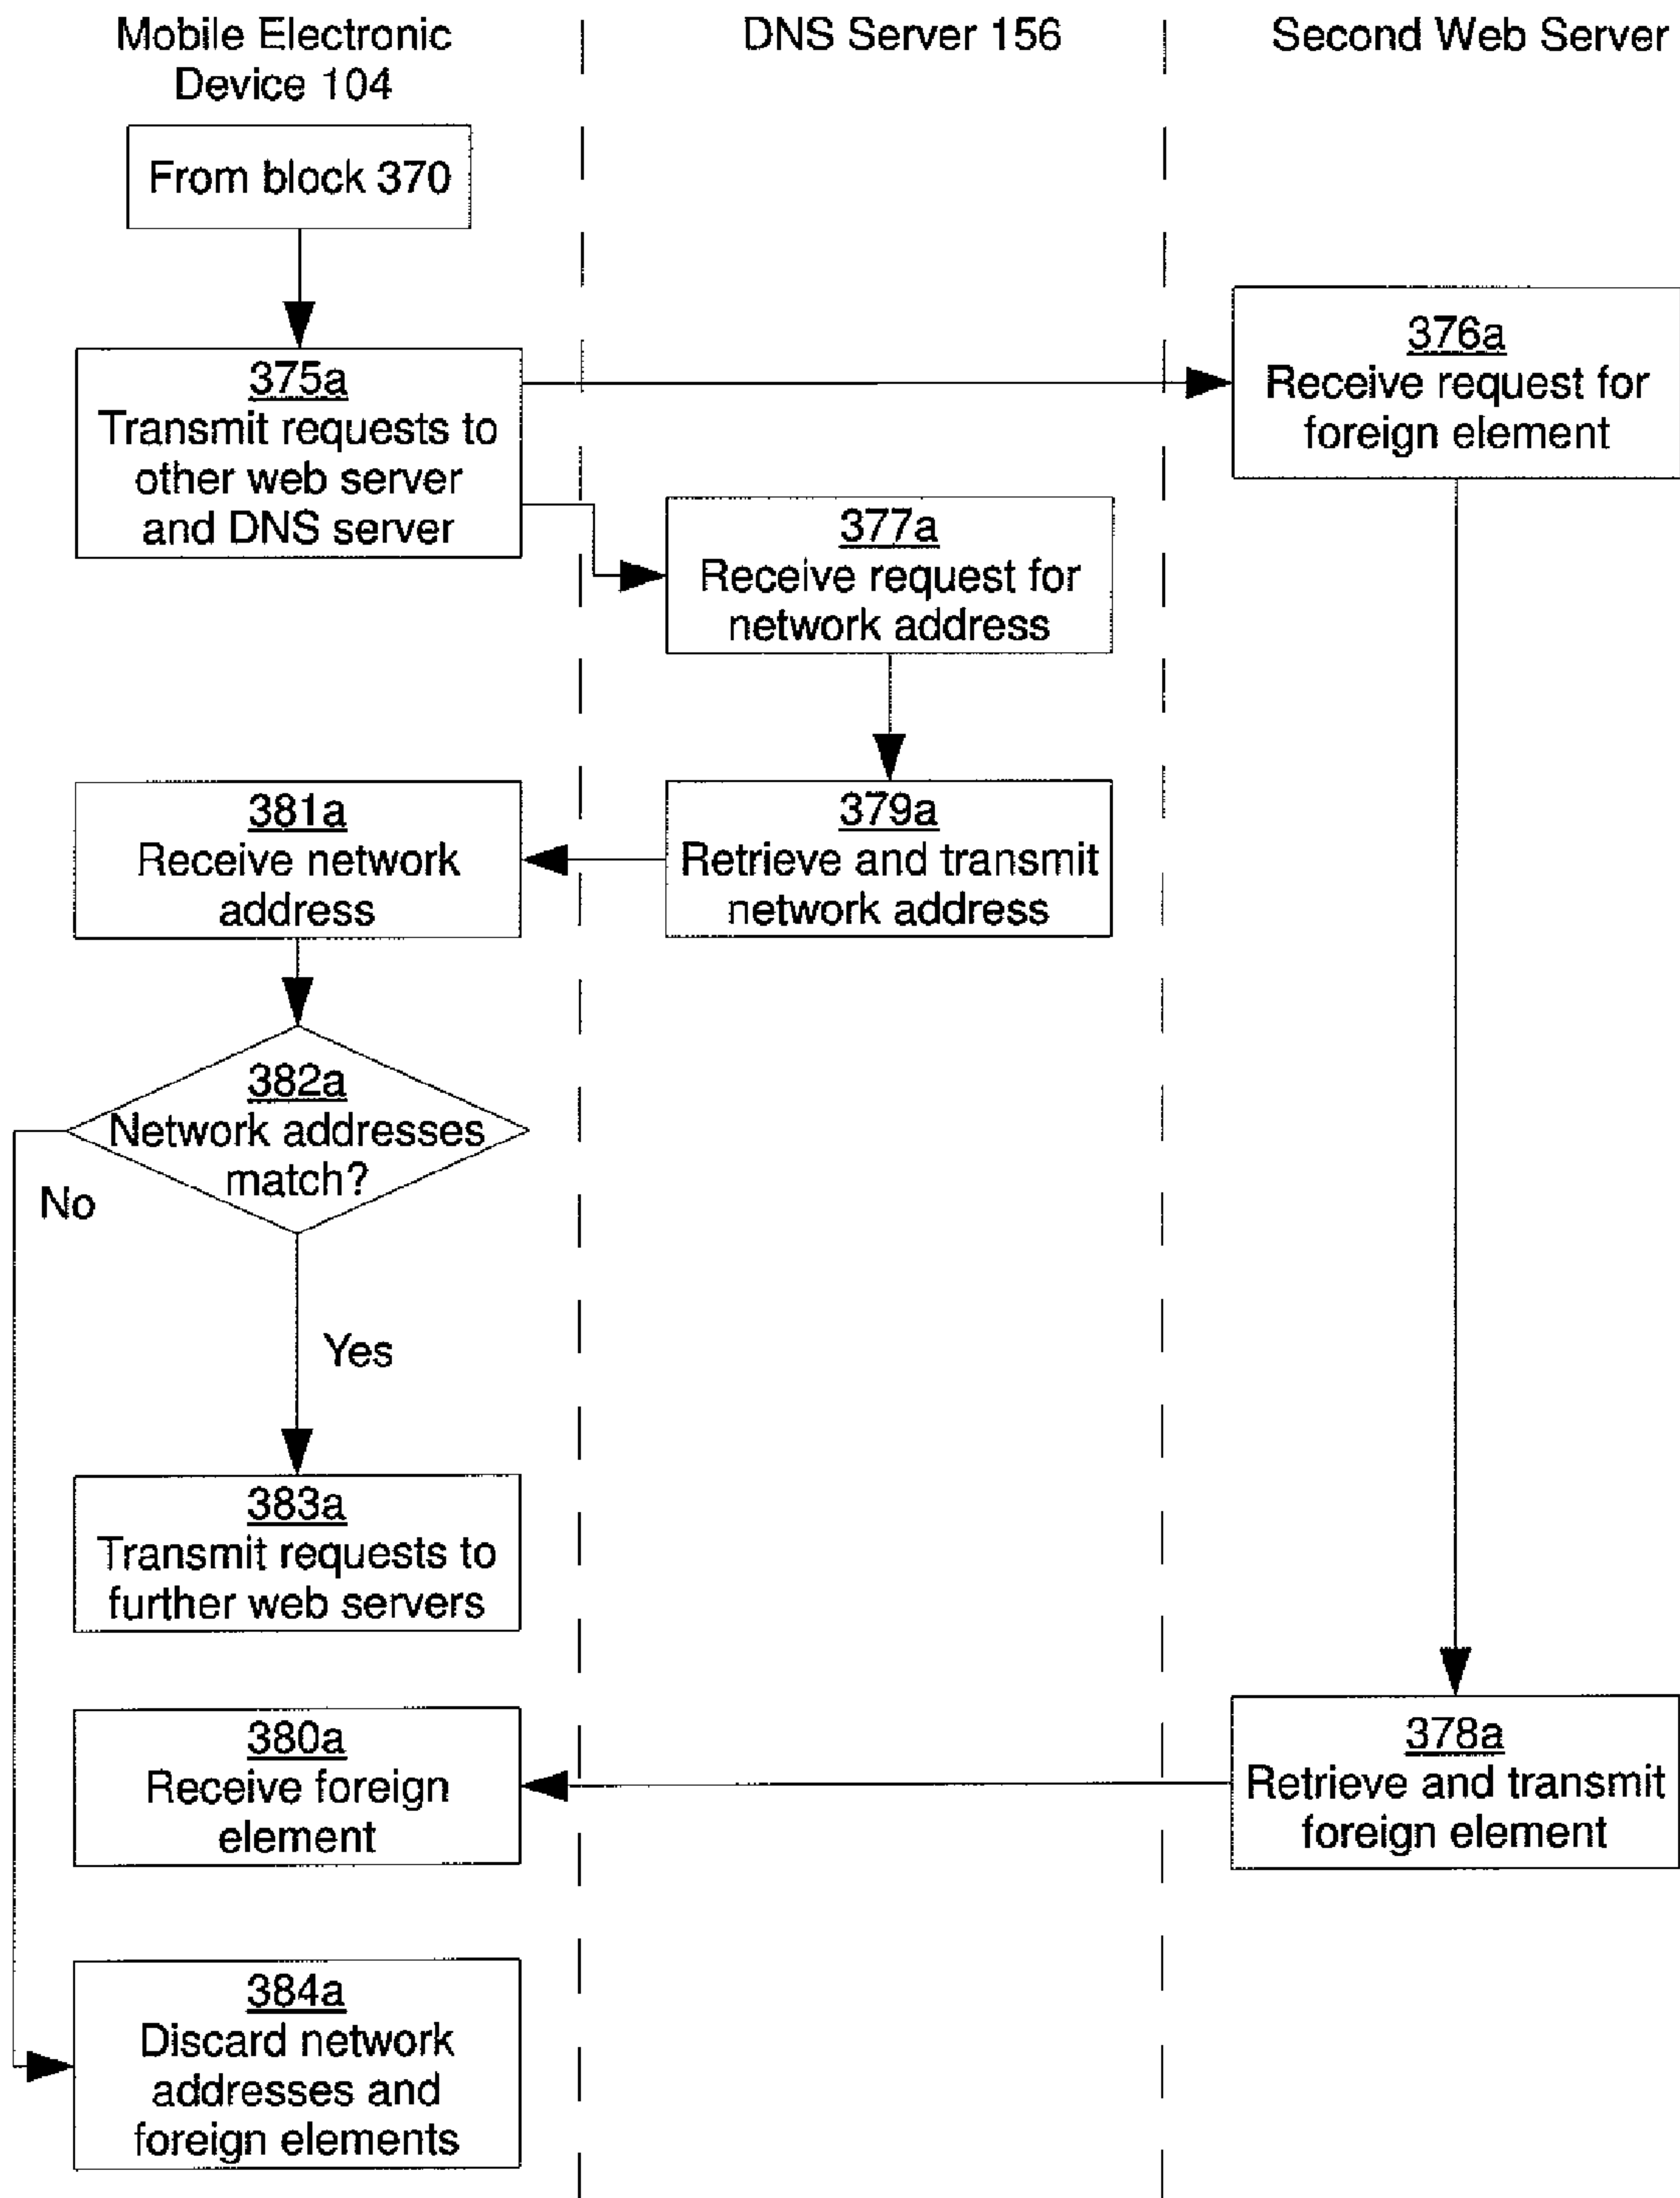 Mobile Electronic
Device 104
DNS Server 156
Second Web Server
From block 370
375a
Transmit requests to
other web server
and DNS server
376a
Receive request for
foreign element
377a
Receive request for
network address
379a
Retrieve and transmit
network address
381a
Receive network
address
382a
Network addresses
match?
No
Yes
383a
Transmit requests to
further web servers
380a
Receive foreign
element
378a
Retrieve and transmit
foreign element
384a
Discard network
addresses and
foreign elements